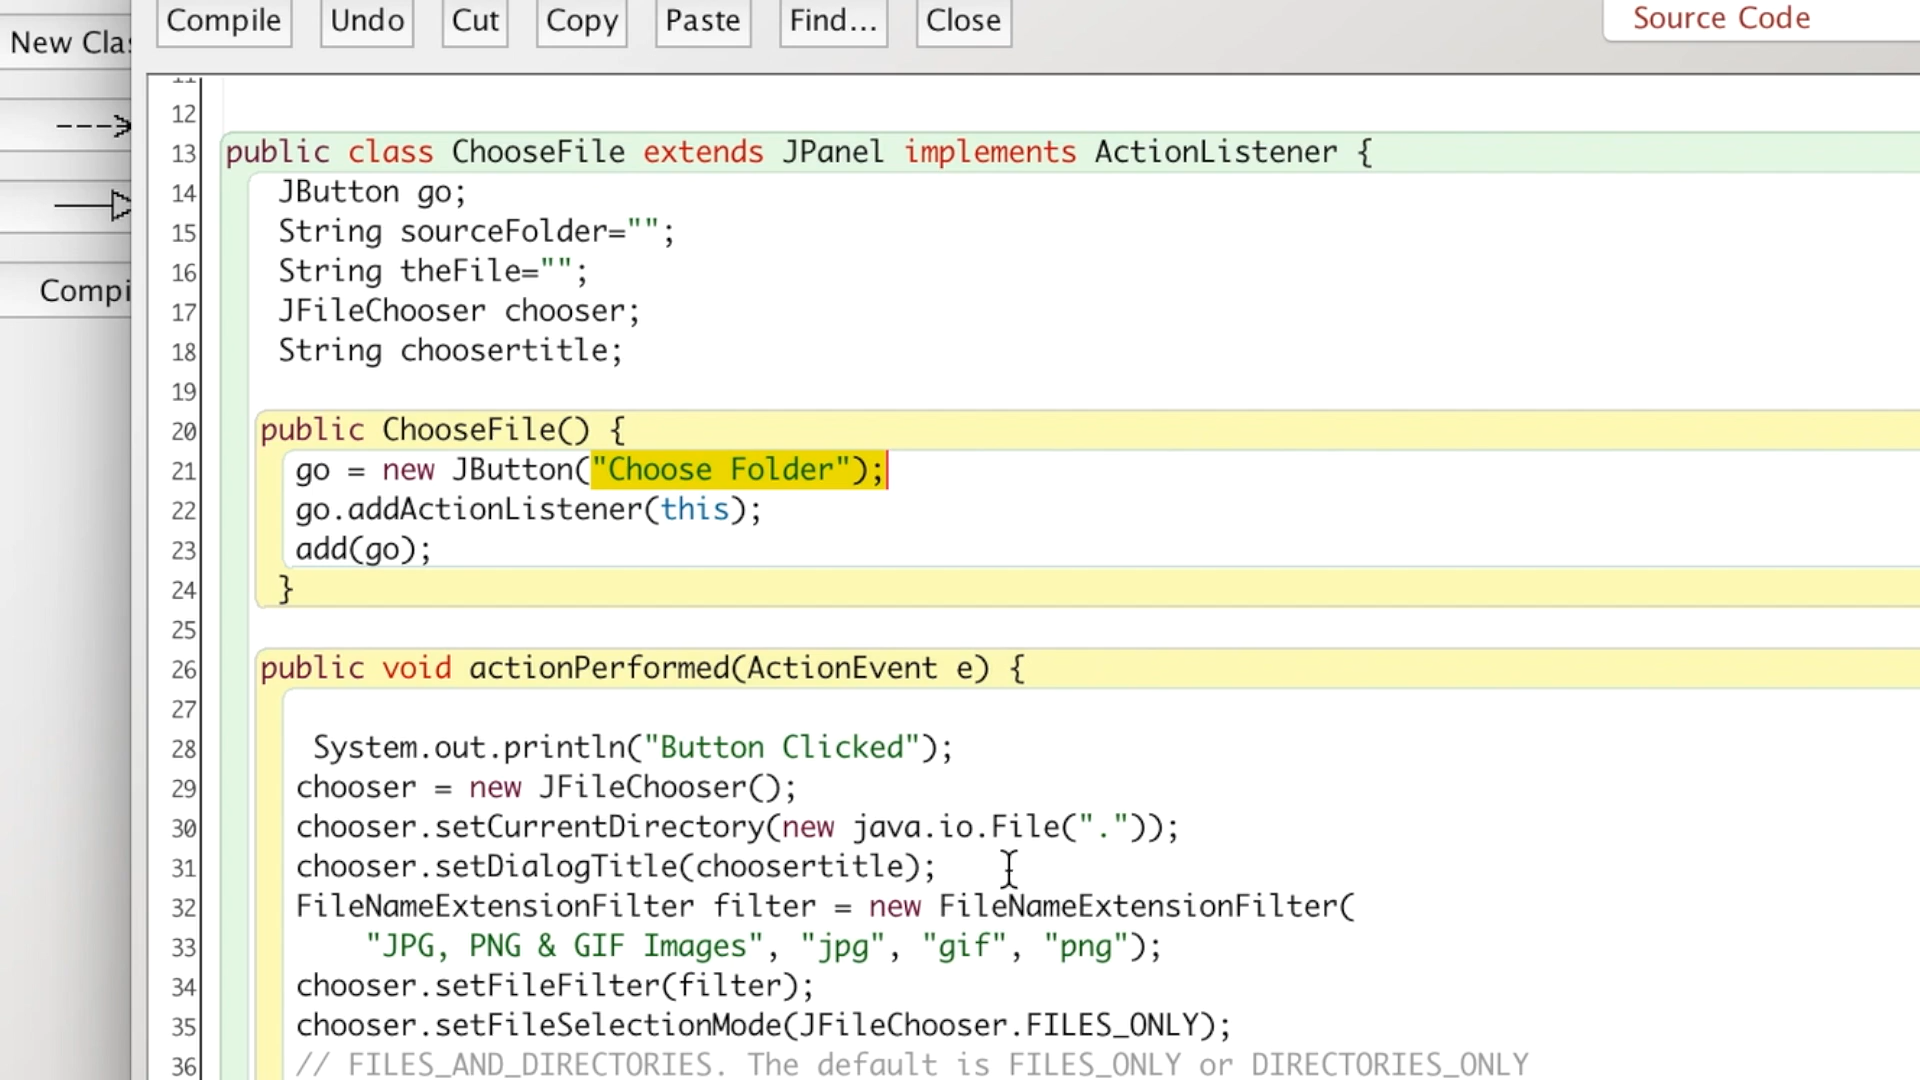 New Clas
Compi
Compile Undo Cut Copy Paste Find... Close Source Code
11
12
13 public class ChooseFile extends JPanel implements ActionListener {
14 JButton go;
15 String sourceFolder="";
16 String theFile="";
17 JFileChooser chooser;
18 String choosertitle;
19
20 public ChooseFile() {
21 go = new JButton("Choose Folder");
22 go.addActionListener(this);
23 add(go);
24 }
25
26 public void actionPerformed(ActionEvent e) {
27
28 System.out.println("Button Clicked");
29 chooser = new JFileChooser();
30 chooser.setCurrentDirectory(new java.io.File("."));
31 chooser.setDialogTitle(choosertitle);
32 FileNameExtensionFilter filter = new FileNameExtensionFilter(
33 "JPG, PNG & GIF Images", "jpg", "gif", "png");
34 chooser.setFileFilter(filter);
35 chooser.setFileSelectionMode(JFileChooser.FILES_ONLY);
36 // FILES_AND_DIRECTORIES. The default is FILES_ONLY or DIRECTORIES_ONLY